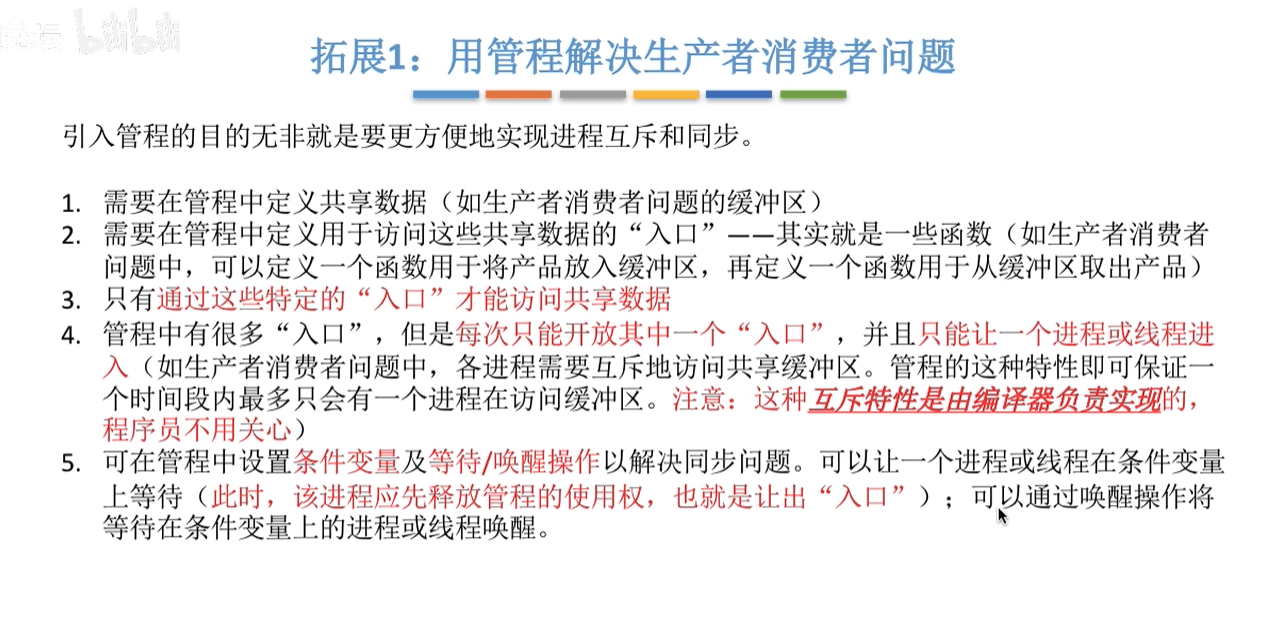 论坛 bilibili
拓展1：用管程解决生产者消费者问题
引入管程的目的无非就是要更方便地实现进程互斥和同步。
1. 需要在管程中定义共享数据（如生产者消费者问题的缓冲区）
2. 需要在管程中定义用于访问这些共享数据的“入口”——其实就是一些函数（如生产者消费者
问题中，可以定义一个函数用于将产品放入缓冲区，再定义一个函数用于从缓冲区取出产品）
3. 只有通过这些特定的“入口”才能访问共享数据
4. 管程中有很多“入口”，但是每次只能开放其中一个“入口”，并且只能让一个进程或线程进
入（如生产者消费者问题中，各进程需要互斥地访问共享缓冲区。管程的这种特性即可保证一
个时间段内最多只会有一个进程在访问缓冲区。注意：这种互斥特性是由编译器负责实现的，
程序员不用关心）
5. 可在管程中设置条件变量及等待/唤醒操作以解决同步问题。可以让一个进程或线程在条件变量
上等待（此时，该进程应先释放管程的使用权，也就是让出“入口”）；可以通过唤醒操作将
等待在条件变量上的进程或线程唤醒。